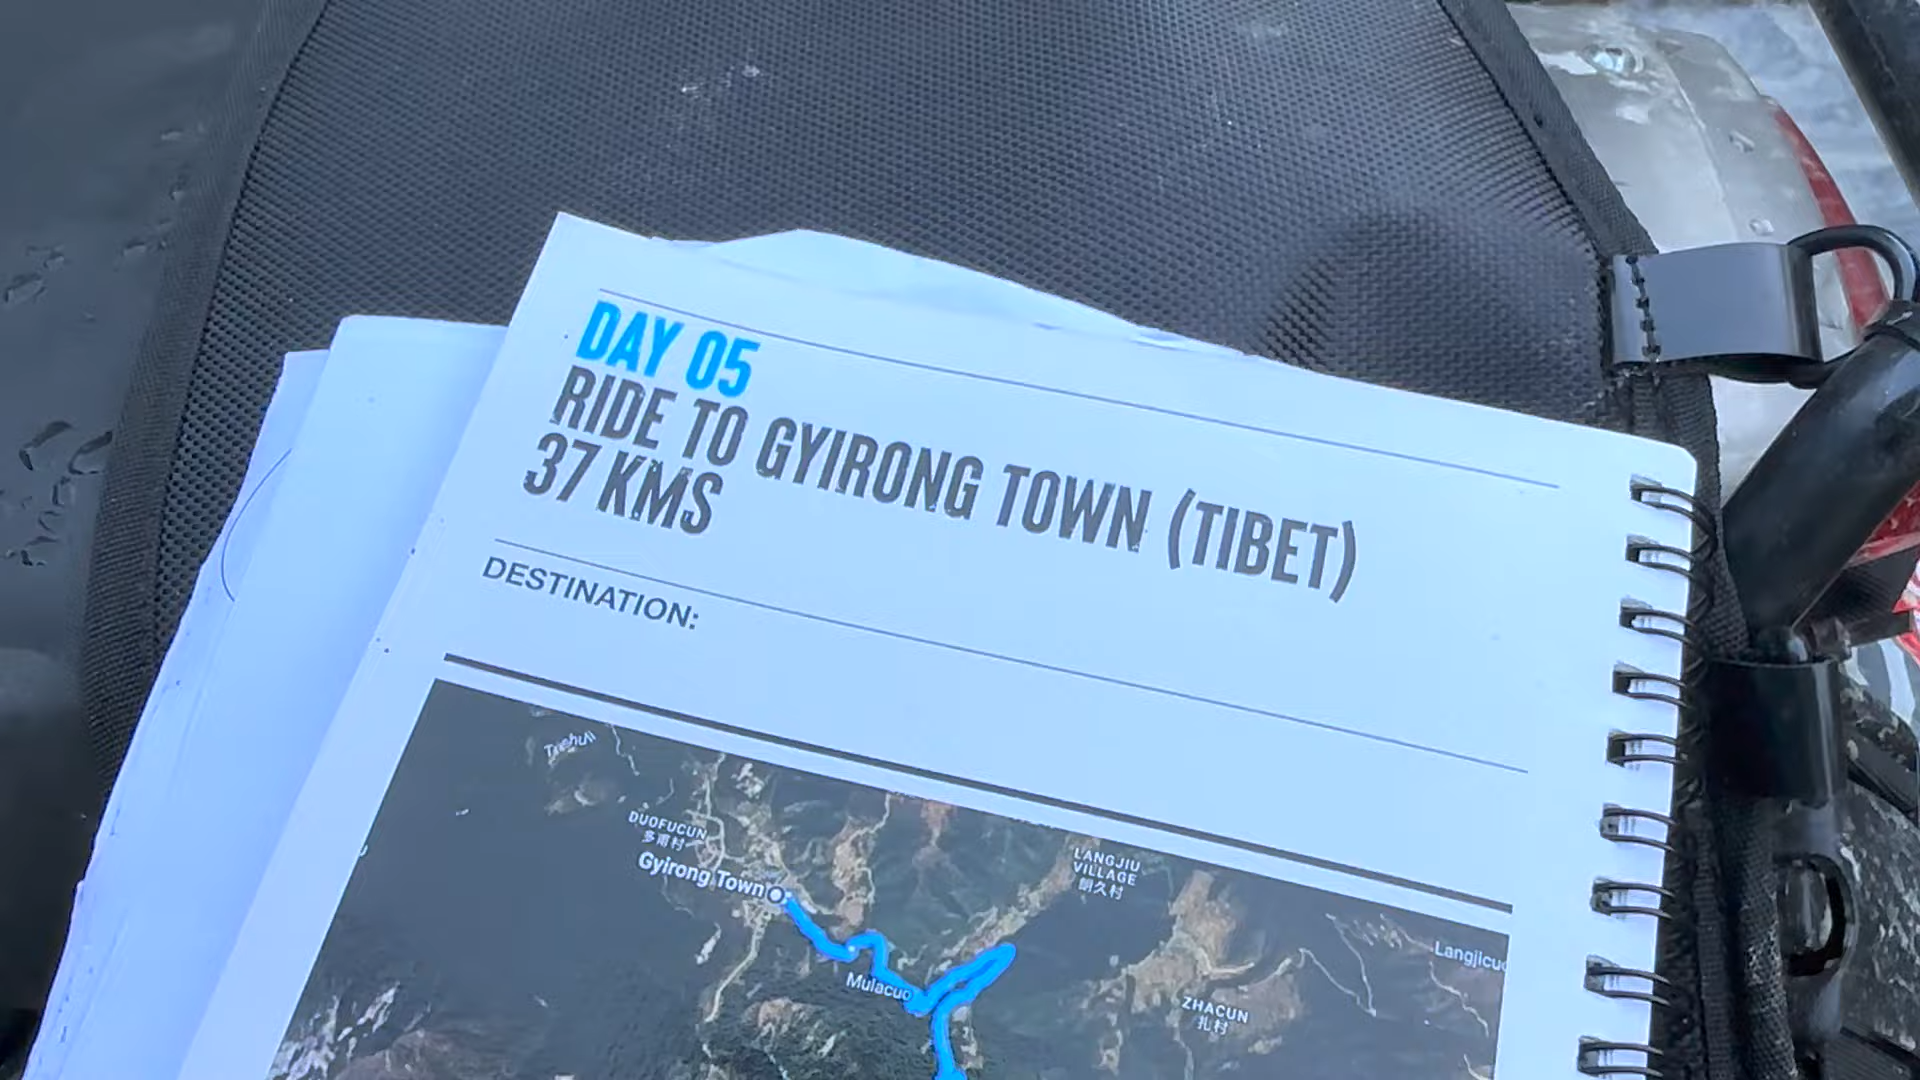 DAY 05
RIDE TO GYIRONG TOWN (TIBET)
37 KMS
DESTINATION:
DUOFUCUN
多甫村
Gyirong Town
LANGJIU
VILLAGE
朗久村
Mulacuo
ZHACUN
扎村